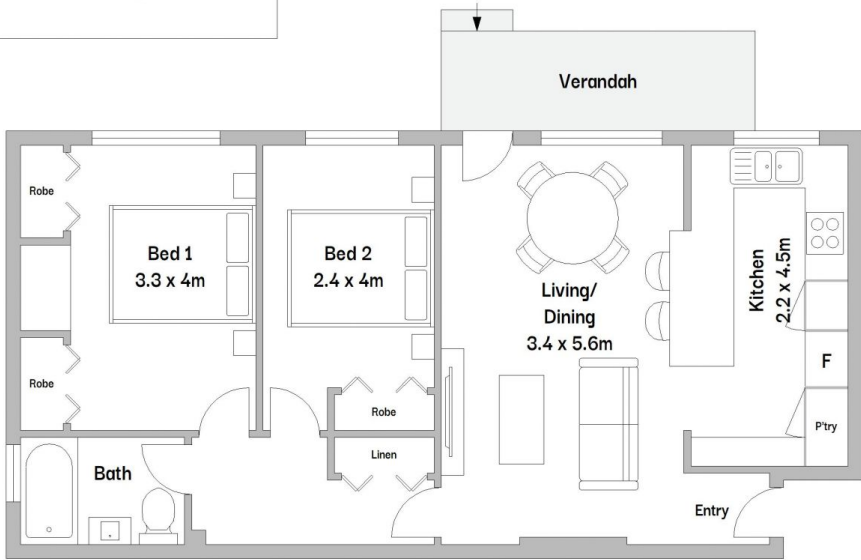 Verandah
Robe
Bed 1
3.3 x 4m
Robe
Bed 2
2.4 x 4m
Robe
Linen
Living/
Dining
3.4 x 5.6m
Kitchen
2.2 x 4.5m
F
P'try
Bath
Entry